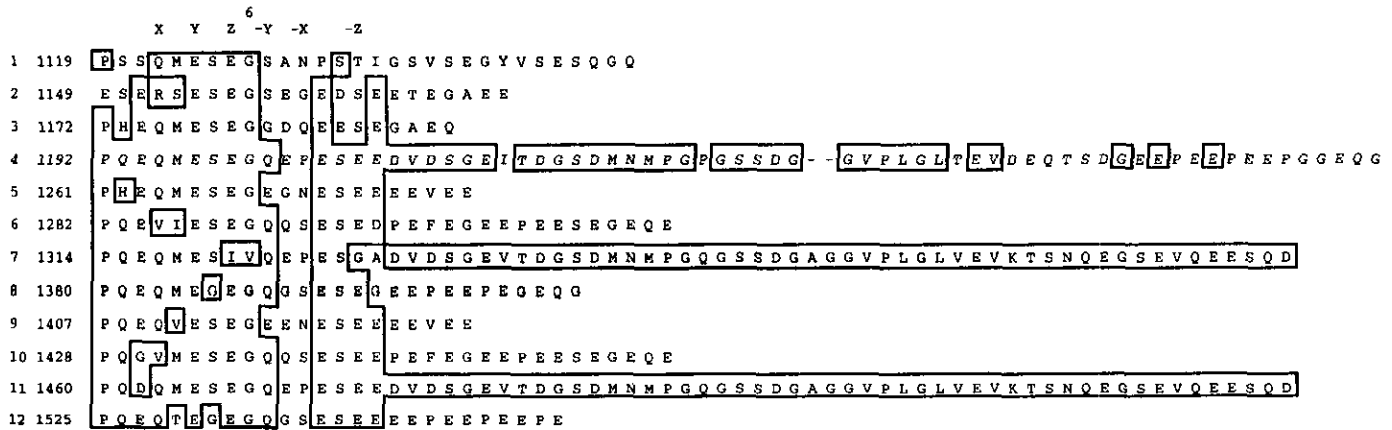 6
X Y Z -Y -X -Z
1 1119 P S S Q M E S E G S A N P S T I G S V S E G Y V S E S Q G Q
2 1149 E S E R S E S E G S E G E D S E E T E G A E E
3 1172 P H E Q M E S E G G D Q E E S E G A E Q
4 1192 P Q E Q M E S E G Q E P E S E E D V D S G E I T D G S D M N M P G P G S S D G - - G V P L G L T E V D E Q T S D G E E P E E P E E P G G E Q G
5 1261 P H E Q M E S E G E G N E S E E E E V E E
6 1282 P Q E V I E S E G Q Q S E S E D P E F E G E E P E E S E G E Q E
7 1314 P Q E Q M E S I V Q E P E S G A D V D S G E V T D G S D M N M P G Q G S S D G A G G V P L G L V E V K T S N Q E G S E V Q E E S Q D
8 1380 P Q E Q M E G E G Q G S E S E G E E P E E P E G E Q G
9 1407 P Q E Q V E S E G E E N E S E E E E V E E
10 1428 P Q G V M E S E G Q Q S E S E E P E F E G E E P E E S E G E Q E
11 1460 P Q D Q M E S E G Q E P E S E E D V D S G E V T D G S D M N M P G Q G S S D G A G G V P L G L V E V K T S N Q E G S E V Q E E S Q D
12 1525 P Q E Q T E G E G Q G S E S E E E E P E E P E E P E